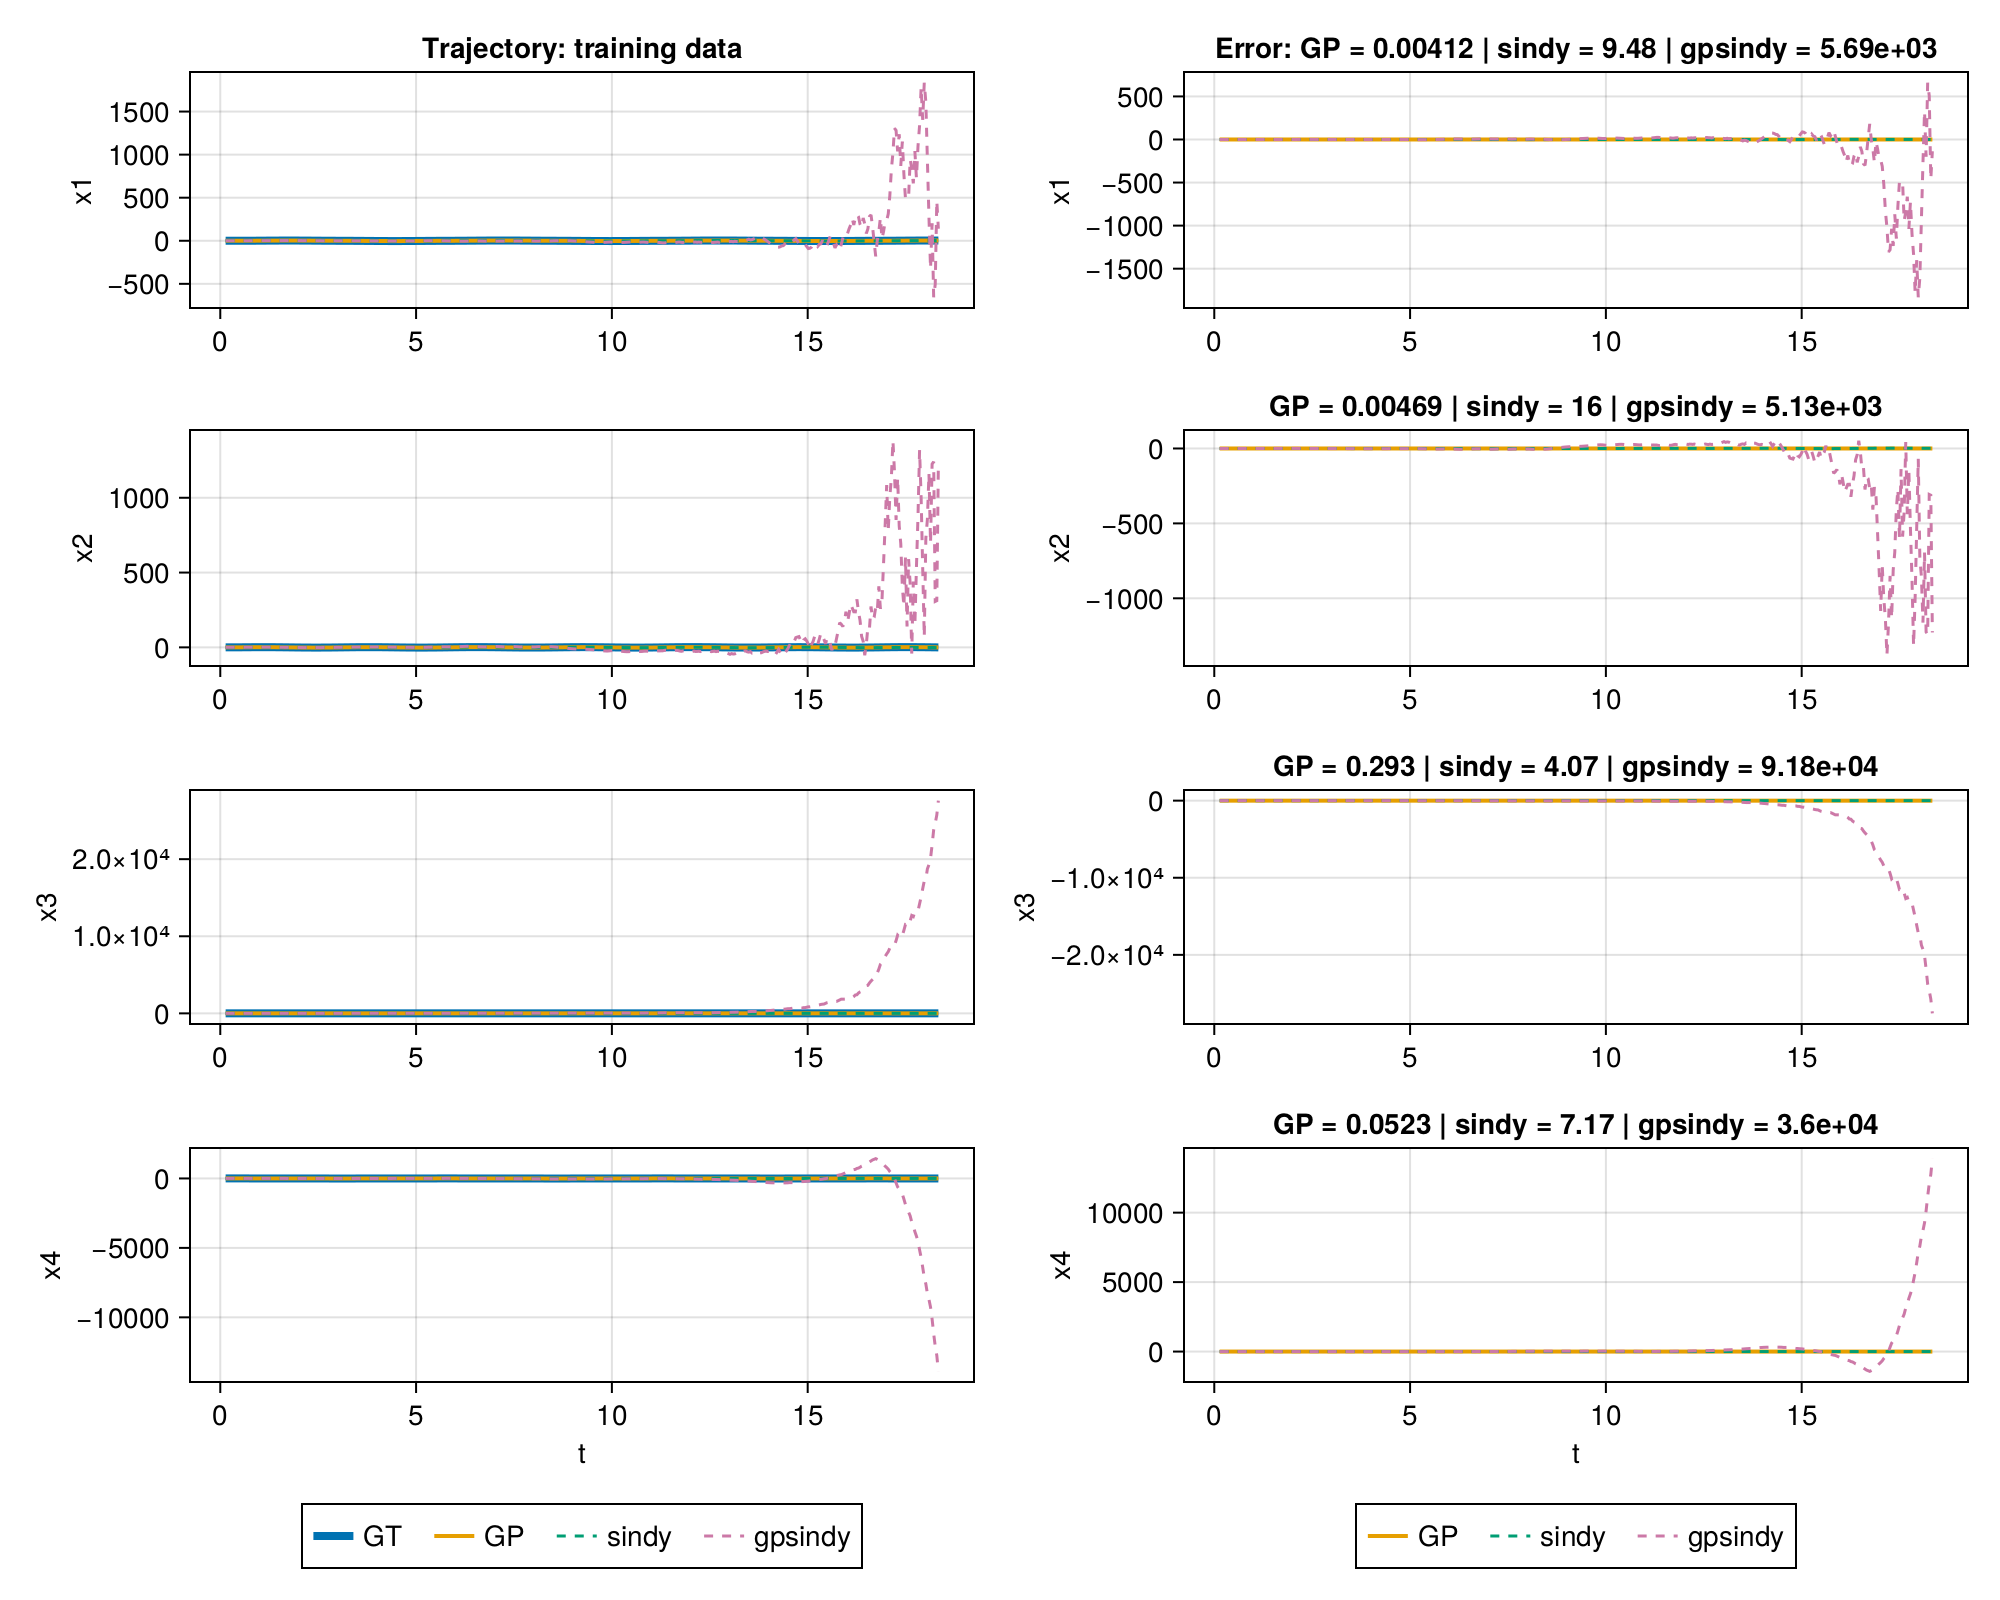 Trajectory: training data
Error: GP = 0.00412 | sindy = 9.48 | gpsindy = 5.69e+03
x1
1500
1000
500
0
−500
0 5 10 15
x1
500
0
−500
−1000
−1500
0 5 10 15
GP = 0.00469 | sindy = 16 | gpsindy = 5.13e+03
x2
1000
500
0
0 5 10 15
x2
0
−500
−1000
0 5 10 15
GP = 0.293 | sindy = 4.07 | gpsindy = 9.18e+04
x3
2.0×10⁴
1.0×10⁴
0
0 5 10 15
x3
0
−1.0×10⁴
−2.0×10⁴
0 5 10 15
GP = 0.0523 | sindy = 7.17 | gpsindy = 3.6e+04
x4
0
−5000
−10000
0 5 10 15
t
x4
10000
5000
0
0 5 10 15
t
GT GP sindy gpsindy
GP sindy gpsindy